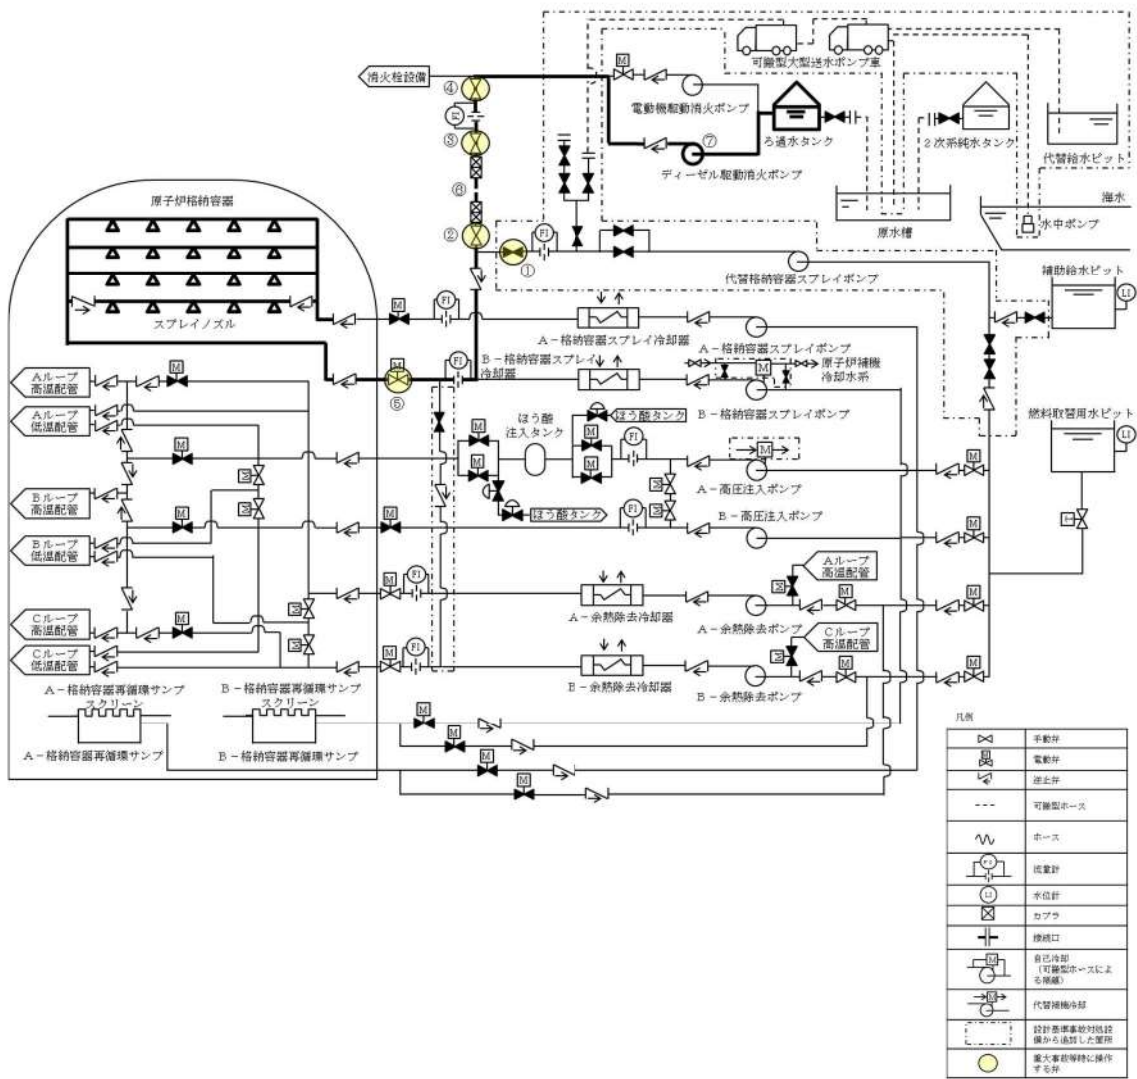 可搬型大型送水ポンプ車
消火栓設備
④
M
電動機駆動消火ポンプ
ろ過水タンク
2次系純水タンク
代替給水ピット
FI
③
⑦
ディーゼル駆動消火ポンプ
⑥
原水槽
海水
水中ポンプ
原子炉格納容器
②
①
FI
代替格納容器スプレイポンプ
補助給水ピット
LI
スプレイノズル
M
FI
A-格納容器スプレイ冷却器
A-格納容器スプレイポンプ
B-格納容器スプレイ
冷却器
原子炉補機
冷却水系
M
FI
M
⑤
B-格納容器スプレイポンプ
燃料取替用水ピット
LI
Aループ
高温配管
M
Aループ
低温配管
ほう酸
注入タンク
ほう酸タンク
M
M
M
M
FI
M
M
M
A-高圧注入ポンプ
M
M
M
Bループ
高温配管
ほう酸タンク
M
M
M
FI
B-高圧注入ポンプ
M
Bループ
低温配管
Aループ
高温配管
M
FI
M
M
M
A-余熱除去冷却器
A-余熱除去ポンプ
M
Cループ
高温配管
M
M
Cループ
高温配管
Cループ
低温配管
M
FI
M
M
M
B-余熱除去冷却器
B-余熱除去ポンプ
A-格納容器再循環サンプ
スクリーン
B-格納容器再循環サンプ
スクリーン
M
M
A-格納容器再循環サンプ
B-格納容器再循環サンプ
M
M
凡例
手動弁
M
電動弁
逆止弁
可搬型ホース
ホース
FI
流量計
LI
水位計
カプラ
接続口
M
自己冷却
(可搬型ホースによ
る隔離)
M
代替補機冷却
設計基準事故対処設
備から追加した箇所
重大事故等時に操作
する弁